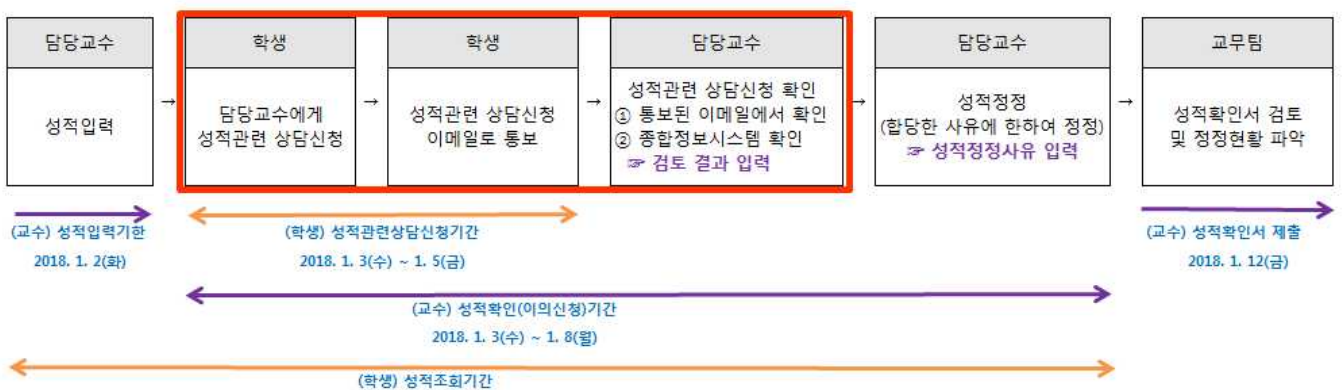 담당교수
성적입력
→
학생
담당교수에게
성적관련 상담신청
→
학생
성적관련 상담신청
이메일로 통보
→
담당교수
성적관련 상담신청 확인
① 통보된 이메일에서 확인
② 종합정보시스템 확인
☞ 검토 결과 입력
→
담당교수
성적정정
(합당한 사유에 한하여 정정)
☞ 성적정정사유 입력
→
교무팀
성적확인서 검토
및 정정현황 파악
(교수) 성적입력기한
2018. 1. 2(화)
(학생) 성적관련상담신청기간
2018. 1. 3(수) ~ 1. 5(금)
(교수) 성적확인서 제출
2018. 1. 12(금)
(교수) 성적확인(이의신청)기간
2018. 1. 3(수) ~ 1. 8(월)
(학생) 성적조회기간